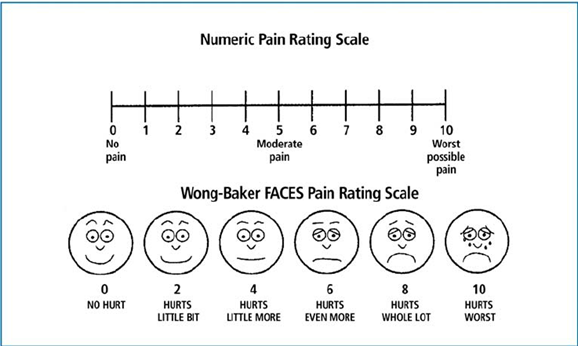 Numeric Pain Rating Scale
0 1 2 3 4 5 6 7 8 9 10
No pain
Moderate pain
Worst possible pain
Wong-Baker FACES Pain Rating Scale
0
NO HURT
2
HURTS
LITTLE BIT
4
HURTS
LITTLE MORE
6
HURTS
EVEN MORE
8
HURTS
WHOLE LOT
10
HURTS
WORST